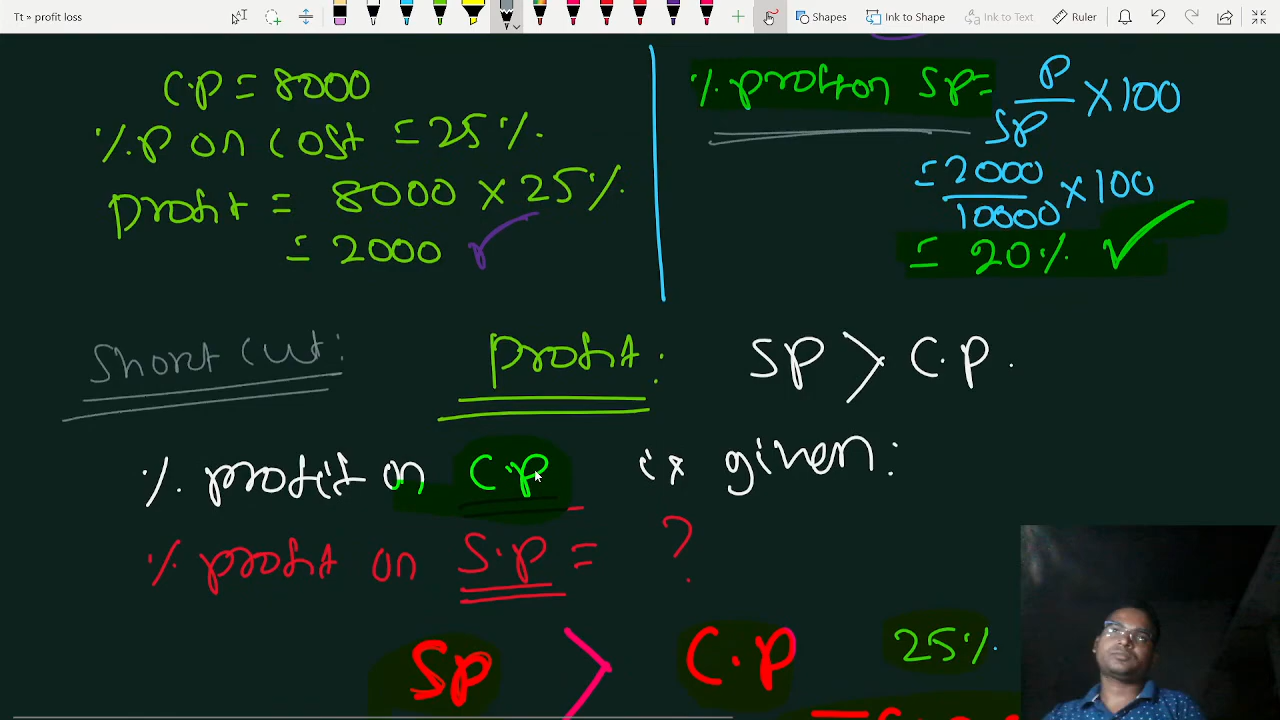 Tt » profit loss
Shapes
Ink to Shape
Ink to Text
Ruler
C.P = 8000
% P on Cost = 25%
Profit = 8000 × 25%
= 2000 ✓
% profit on SP = P/SP × 100
= 2000/10000 × 100
= 20% ✓
Short Cut:
Profit:
SP > C.P.
% profit on C.P is given:
% profit on S.P = ?
SP > C.P
25%